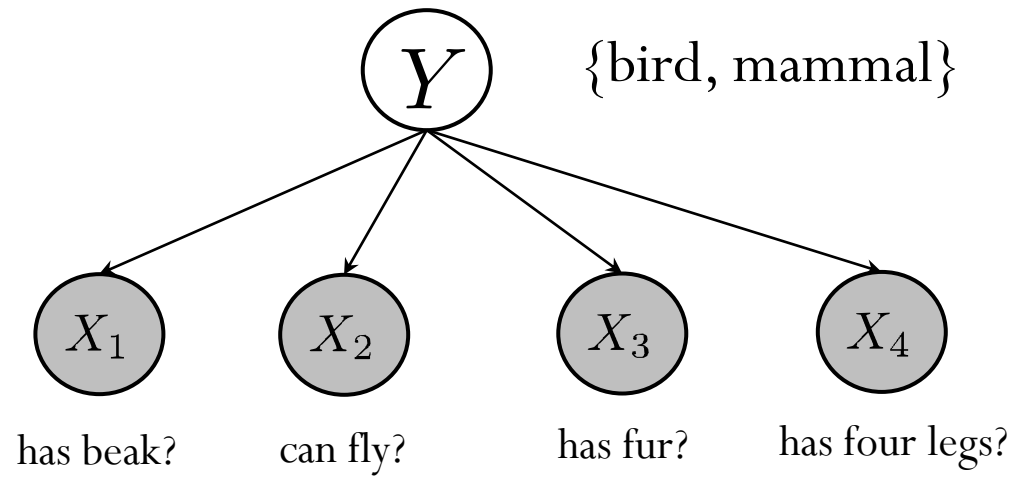 Y
{bird, mammal}
X₁
X₂
X₃
X₄
has beak?
can fly?
has fur?
has four legs?